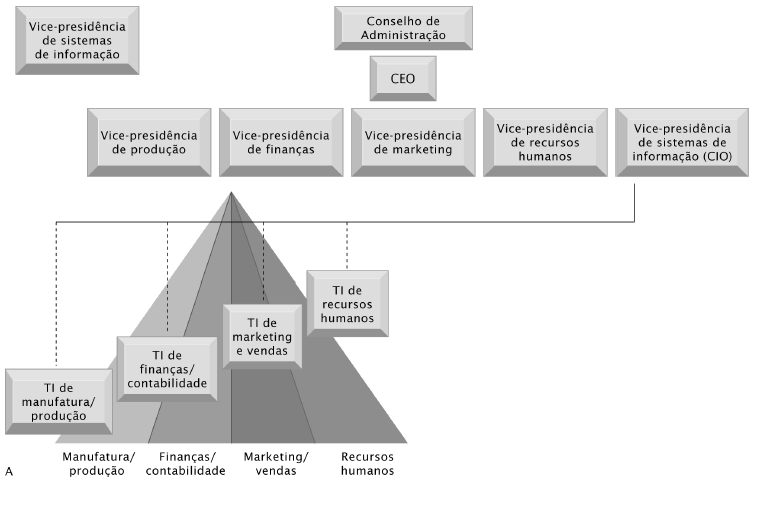 Vice-presidência
de sistemas
de informação
Conselho de
Administração
CEO
Vice-presidência
de produção
Vice-presidência
de finanças
Vice-presidência
de marketing
Vice-presidência
de recursos
humanos
Vice-presidência
de sistemas de
informação (CIO)
TI de
recursos
humanos
TI de
marketing
e vendas
TI de
finanças/
contabilidade
TI de
manufatura/
produção
Manufatura/
produção
Finanças/
contabilidade
Marketing/
vendas
Recursos
humanos
A